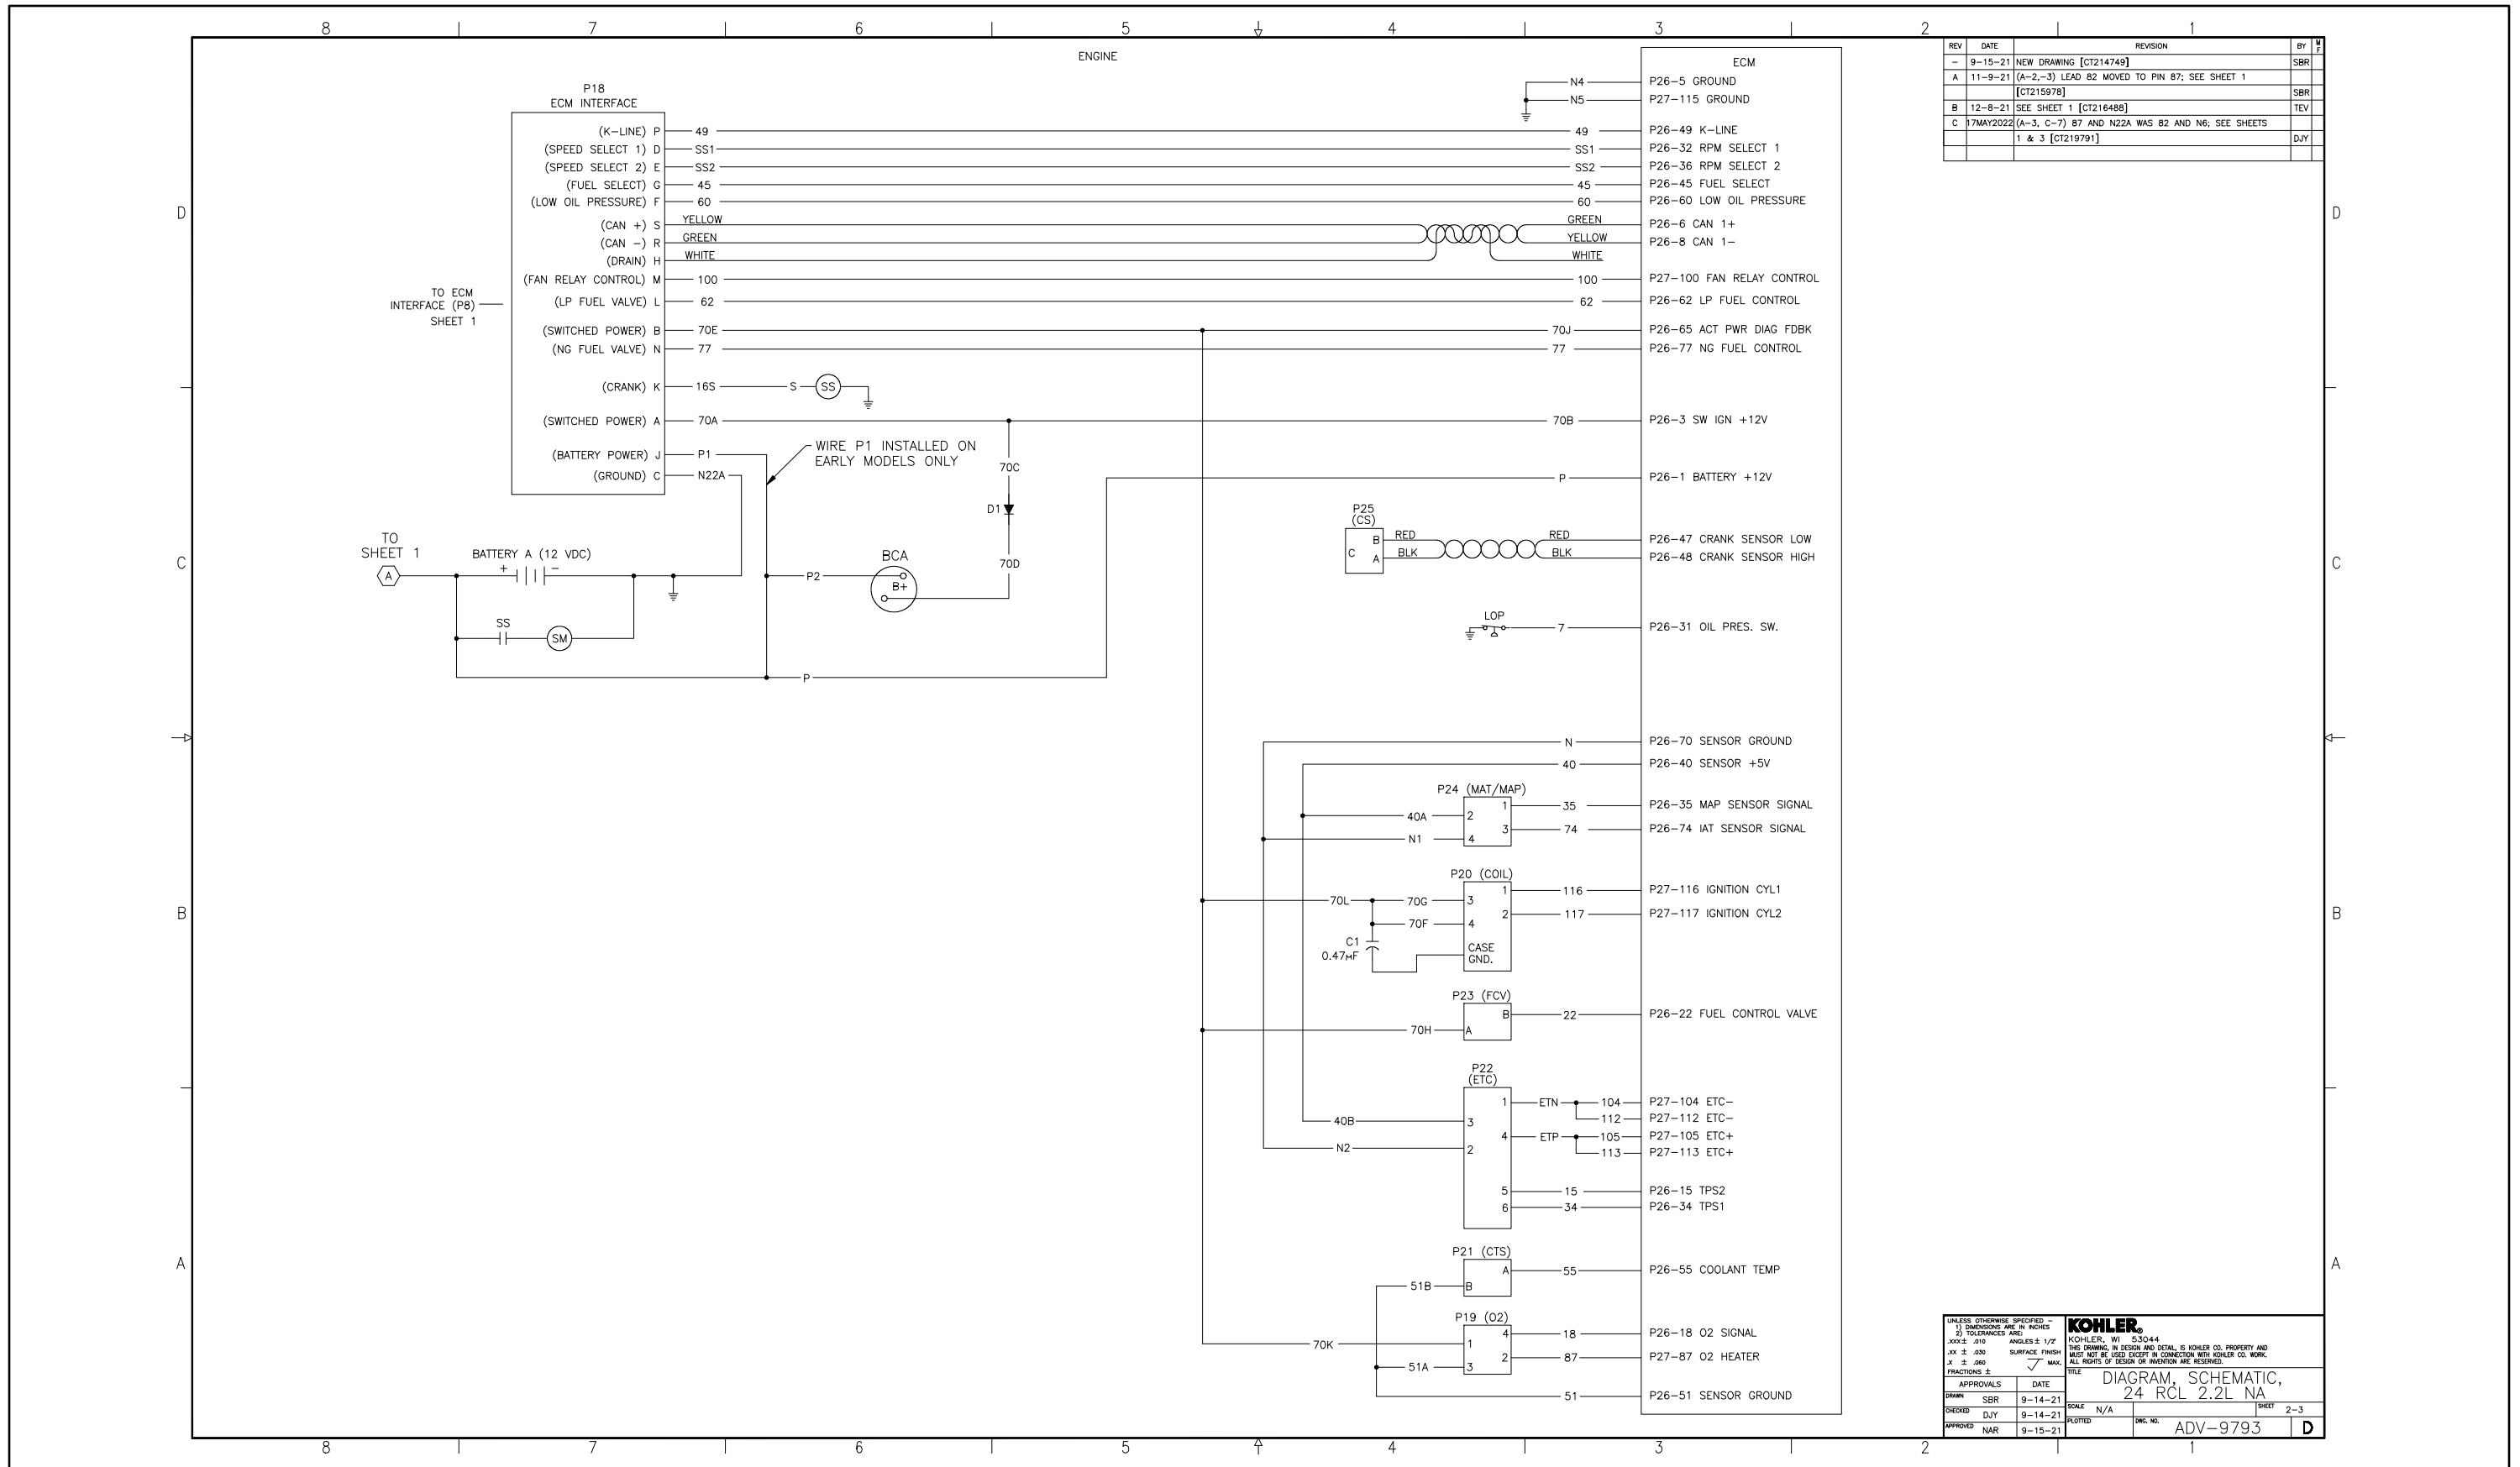 8 7 6 5 4 3 2 1
ENGINE
REV DATE REVISION BY M F
- 9-15-21 NEW DRAWING [CT214749] SBR
A 11-9-21 (A-2,-3) LEAD 82 MOVED TO PIN 87; SEE SHEET 1
[CT215978] SBR
B 12-8-21 SEE SHEET 1 [CT216488] TEV
C 17MAY2022 (A-3, C-7) 87 AND N22A WAS 82 AND N6; SEE SHEETS
1 & 3 [CT219791] DJY
P18
ECM INTERFACE
ECM
N4 P26-5 GROUND
N5 P27-115 GROUND
(K-LINE) P 49 49 P26-49 K-LINE
(SPEED SELECT 1) D SS1 SS1 P26-32 RPM SELECT 1
(SPEED SELECT 2) E SS2 SS2 P26-36 RPM SELECT 2
(FUEL SELECT) G 45 45 P26-45 FUEL SELECT
(LOW OIL PRESSURE) F 60 60 P26-60 LOW OIL PRESSURE
D D
(CAN +) S YELLOW GREEN P26-6 CAN 1+
(CAN -) R GREEN YELLOW P26-8 CAN 1-
(DRAIN) H WHITE WHITE
(FAN RELAY CONTROL) M 100 100 P27-100 FAN RELAY CONTROL
TO ECM
INTERFACE (P8)
SHEET 1
(LP FUEL VALVE) L 62 62 P26-62 LP FUEL CONTROL
(SWITCHED POWER) B 70E 70J P26-65 ACT PWR DIAG FDBK
(NG FUEL VALVE) N 77 77 P26-77 NG FUEL CONTROL
(CRANK) K 16S S SS
(SWITCHED POWER) A 70A 70B P26-3 SW IGN +12V
WIRE P1 INSTALLED ON
EARLY MODELS ONLY
(BATTERY POWER) J P1
70C
(GROUND) C N22A P P26-1 BATTERY +12V
D1
P25
(CS)
B RED RED P26-47 CRANK SENSOR LOW
C A BLK BLK P26-48 CRANK SENSOR HIGH
TO
SHEET 1
A
BATTERY A (12 VDC)
+ -
C C
BCA
P2
B+
70D
SS SM
LOP
7 P26-31 OIL PRES. SW.
P
N P26-70 SENSOR GROUND
40 P26-40 SENSOR +5V
P24 (MAT/MAP)
1 35 P26-35 MAP SENSOR SIGNAL
40A 2
3 74 P26-74 IAT SENSOR SIGNAL
N1 4
P20 (COIL)
1 116 P27-116 IGNITION CYL1
70L 70G 3
B 2 117 P27-117 IGNITION CYL2 B
70F 4
C1
0.47µF
CASE
GND.
P23 (FCV)
B 22 P26-22 FUEL CONTROL VALVE
70H A
P22
(ETC)
1 ETN 104 P27-104 ETC-
112 P27-112 ETC-
40B 3
4 ETP 105 P27-105 ETC+
N2 2
113 P27-113 ETC+
5 15 P26-15 TPS2
6 34 P26-34 TPS1
P21 (CTS)
A A
A 55 P26-55 COOLANT TEMP
51B B
P19 (O2)
4 18 P26-18 O2 SIGNAL
70K 1
2 87 P27-87 O2 HEATER
51A 3
51 P26-51 SENSOR GROUND
UNLESS OTHERWISE SPECIFIED -
1) DIMENSIONS ARE IN INCHES
2) TOLERANCES ARE:
.XXX ± .010 ANGLES ± 1/2°
.XX ± .030 SURFACE FINISH
.X ± .060 MAX.
FRACTIONS ±
APPROVALS DATE
DRAWN SBR 9-14-21
CHECKED DJY 9-14-21
APPROVED NAR 9-15-21
KOHLER®
KOHLER, WI 53044
THIS DRAWING, IN DESIGN AND DETAIL, IS KOHLER CO. PROPERTY AND
MUST NOT BE USED EXCEPT IN CONNECTION WITH KOHLER CO. WORK.
ALL RIGHTS OF DESIGN OR INVENTION ARE RESERVED.
TITLE
DIAGRAM, SCHEMATIC,
24 RCL 2.2L NA
SCALE N/A SHEET 2-3
PLOTTED DWG. NO. ADV-9793 D
8 7 6 5 4 3 2 1